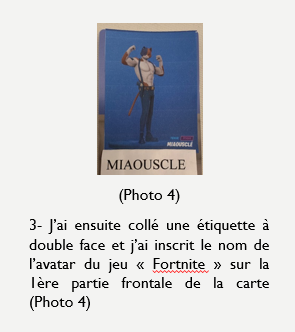 MIAOUSCLÉ
MIAOUSCLE
(Photo 4)
3- J’ai ensuite collé une étiquette à
double face et j’ai inscrit le nom de
l’avatar du jeu « Fortnite » sur la
1ère partie frontale de la carte
(Photo 4)